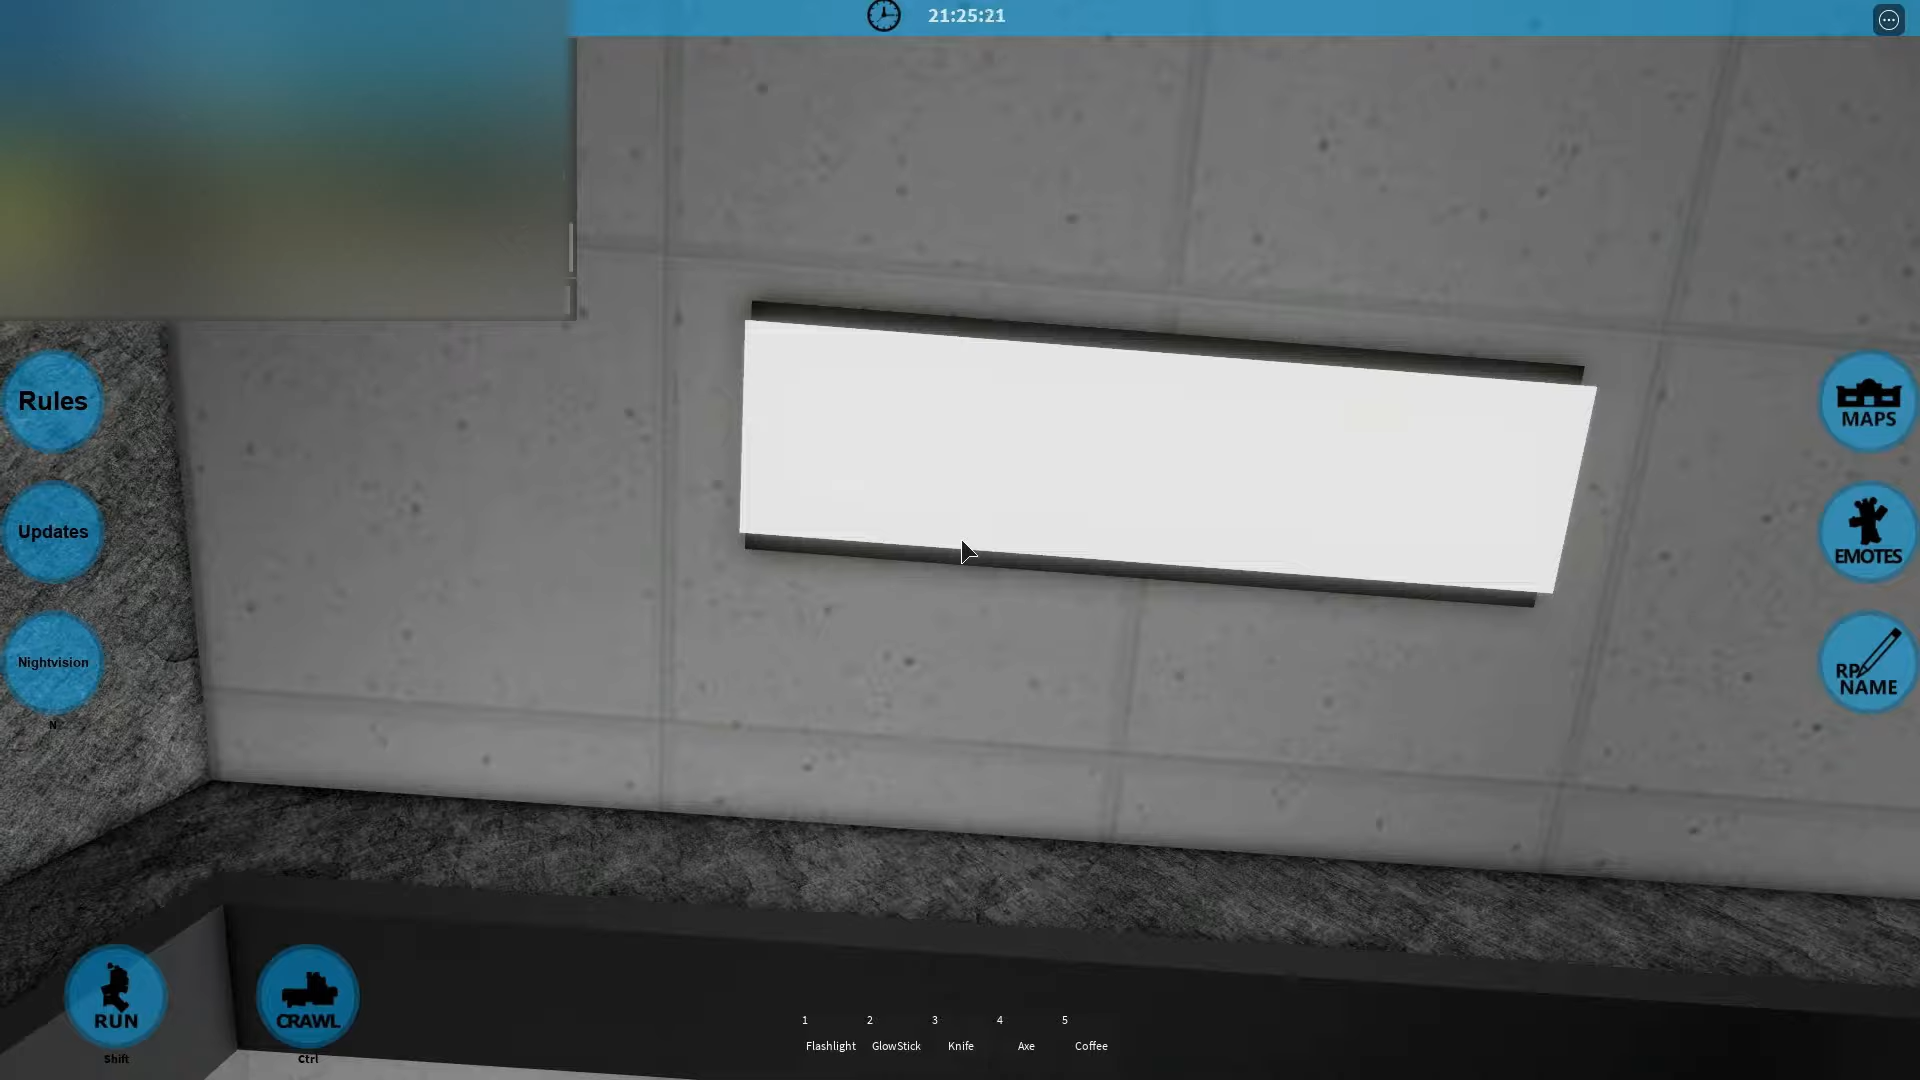 21:25:21
Rules
Updates
Nightvision
N
MAPS
EMOTES
RP
NAME
RUN
Shift
CRAWL
Ctrl
1 2 3 4 5
Flashlight GlowStick Knife Axe Coffee